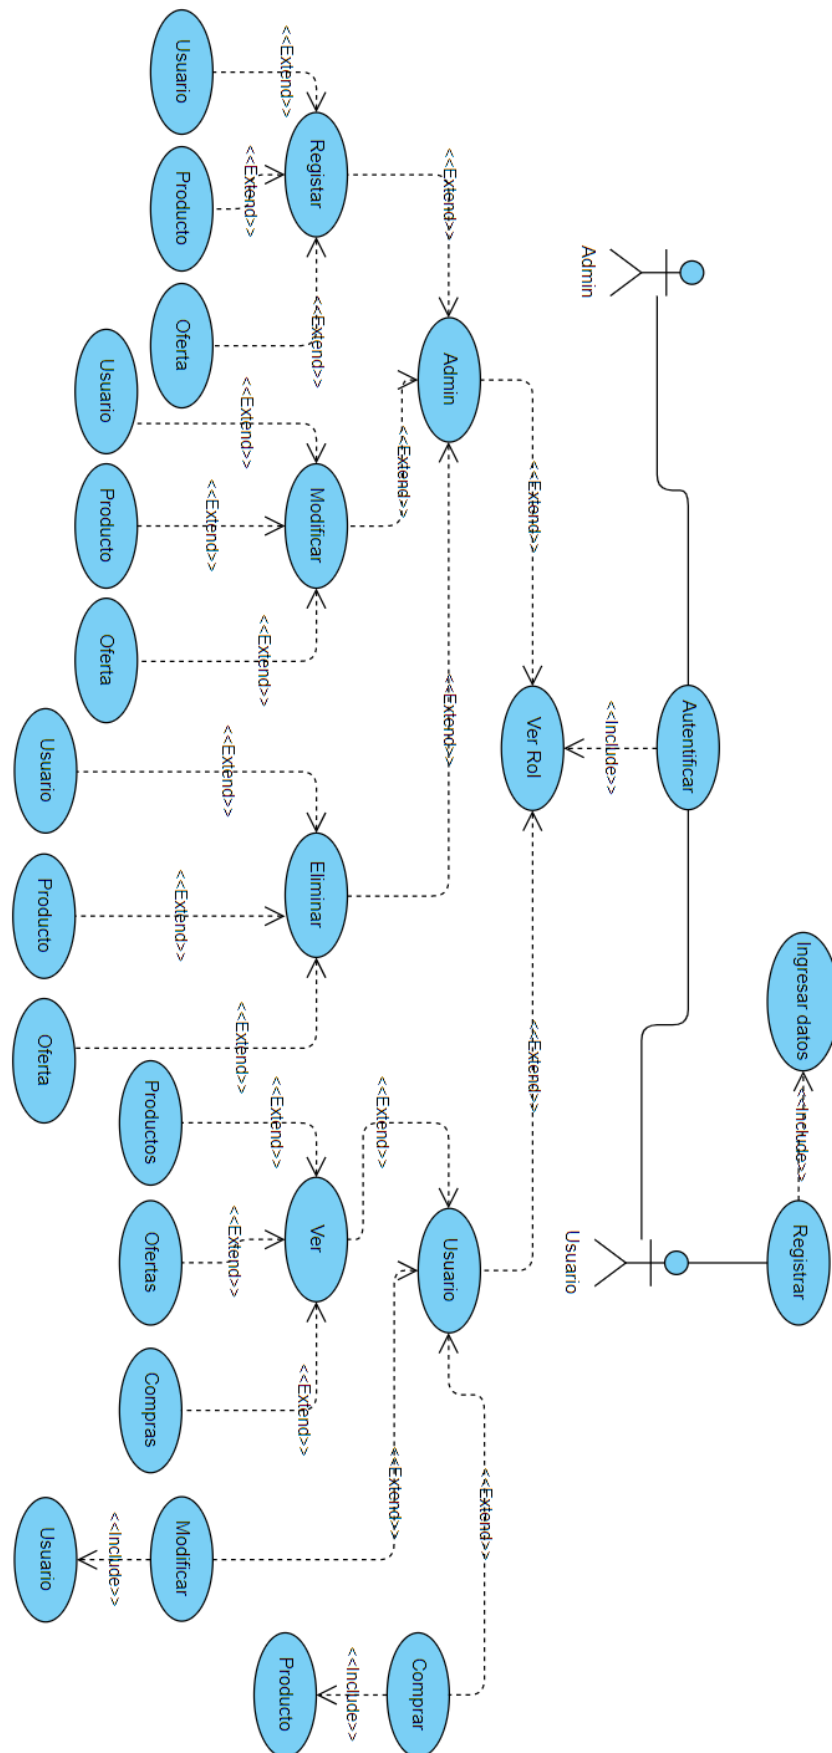 Ingresar datos
<<Include>>
Registrar
Autentificar
Admin
Usuario
<<Include>>
<<Extend>>
Ver Rol
<<Extend>>
<<Extend>>
<<Extend>>
Admin
<<Extend>>
Usuario
Comprar
<<Extend>>
<<Extend>>
<<Extend>>
<<Include>>
<<Extend>>
Registar
<<Extend>>
Modificar
Eliminar
Ver
<<Extend>>
Producto
<<Extend>>
<<Extend>>
<<Extend>>
<<Extend>>
<<Extend>>
<<Extend>>
<<Extend>>
<<Extend>>
<<Extend>>
<<Extend>>
Usuario
Producto
Oferta
Modificar
Productos
Ofertas
Compras
<<Include>>
Usuario
Producto
Oferta
Usuario
Producto
Oferta
Usuario